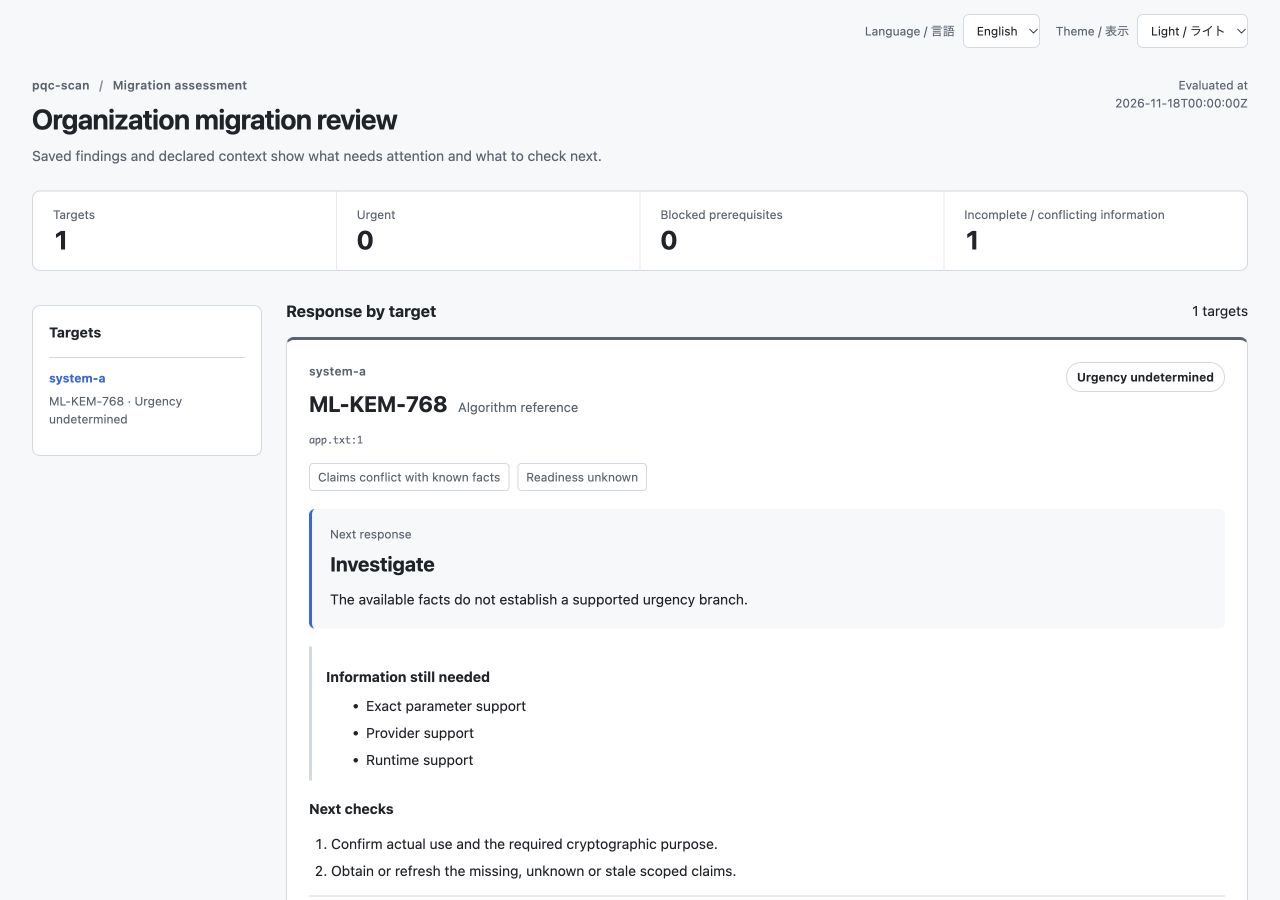 Language / 言語 English Theme / 表示 Light / ライト
pqc-scan / Migration assessment
Evaluated at
2026-11-18T00:00:00Z
Organization migration review
Saved findings and declared context show what needs attention and what to check next.
Targets
1
Urgent
0
Blocked prerequisites
0
Incomplete / conflicting information
1
Targets
system-a
ML-KEM-768 · Urgency
undetermined
Response by target
1 targets
system-a
Urgency undetermined
ML-KEM-768 Algorithm reference
app.txt:1
Claims conflict with known facts
Readiness unknown
Next response
Investigate
The available facts do not establish a supported urgency branch.
Information still needed
• Exact parameter support
• Provider support
• Runtime support
Next checks
1. Confirm actual use and the required cryptographic purpose.
2. Obtain or refresh the missing, unknown or stale scoped claims.